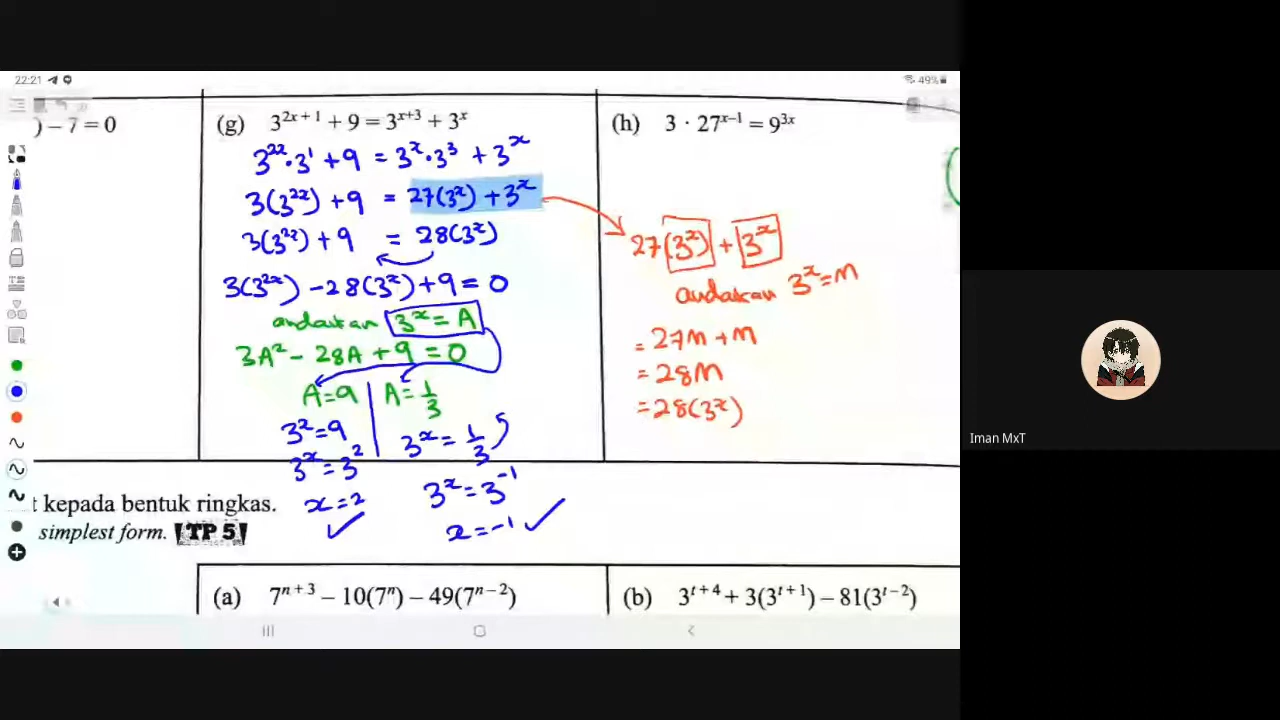 22:21
49%
) – 7 = 0
(g) 3^{2x + 1} + 9 = 3^{x+3} + 3^x
3^{2x} · 3^1 + 9 = 3^x · 3^3 + 3^x
3(3^{2x}) + 9 = 27(3^x) + 3^x
3(3^{2x}) + 9 = 28(3^x)
3(3^{2x}) – 28(3^x) + 9 = 0
andaikan 3^x = A
3A² – 28A + 9 = 0
A = 9 | A = 1/3
3^x = 9
3^x = 1/3
3^x = 3^2
3^x = 3^{-1}
x = 2
x = -1
(h) 3 · 27^{x–1} = 9^{3x}
27(3^x) + 3^x
andaikan 3^x = M
= 27M + M
= 28M
= 28(3^x)
t kepada bentuk ringkas.
simplest form. TP 5
(a) 7^{n + 3} – 10(7^n) – 49(7^{n – 2})
(b) 3^{t + 4} + 3(3^{t + 1}) – 81(3^{t – 2})
Iman MxT